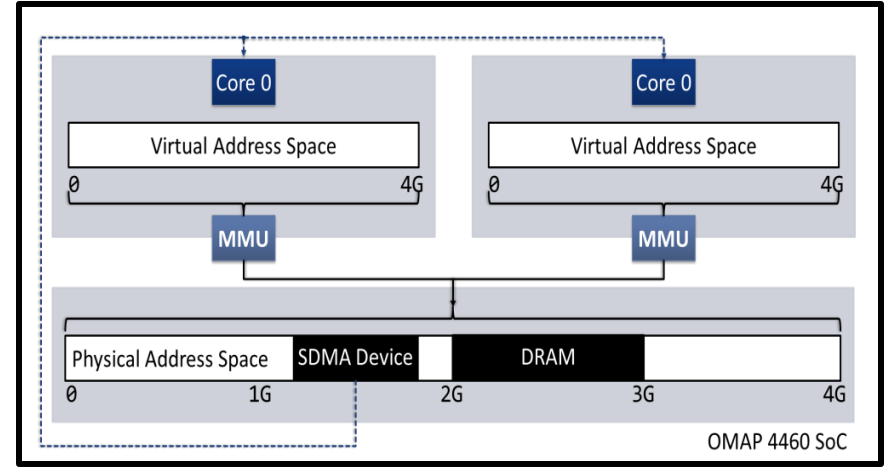 Core 0
Core 0
Virtual Address Space
Virtual Address Space
0 4G
0 4G
MMU
MMU
Physical Address Space SDMA Device DRAM
0 1G 2G 3G 4G
OMAP 4460 SoC